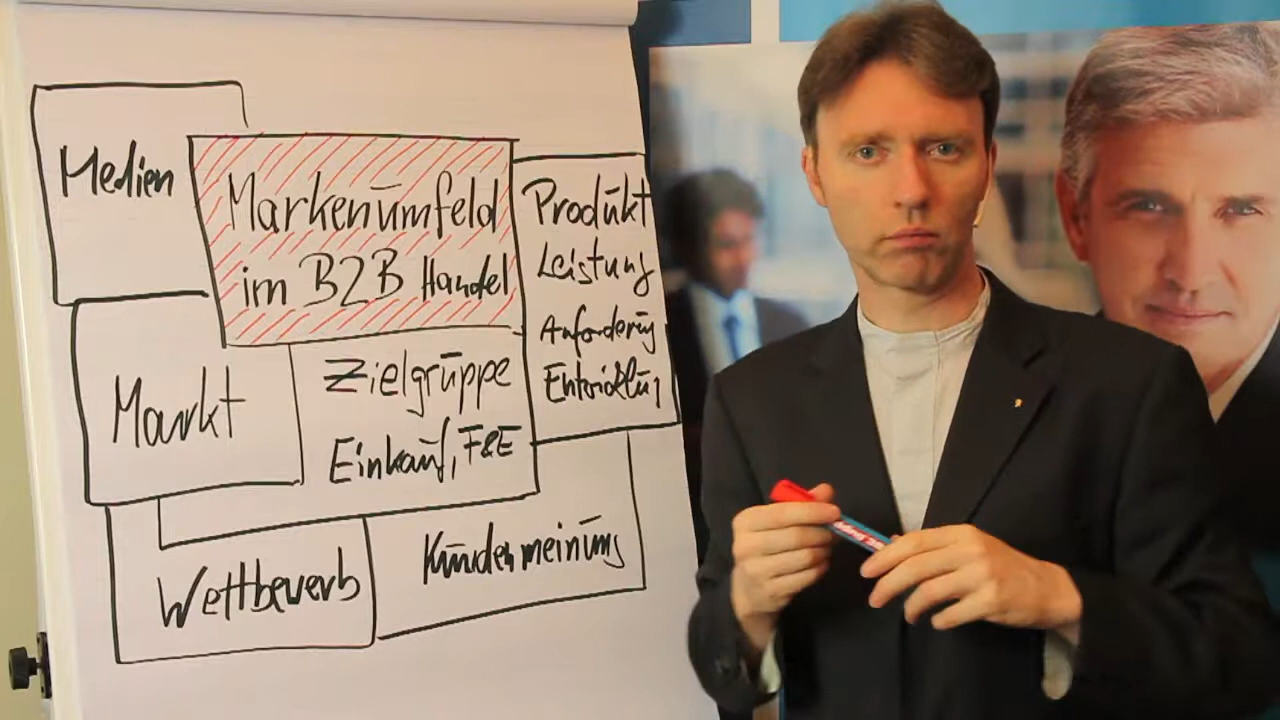 Medien
Markenumfeld
im B2B Handel
Produkt
Leistung
Anforderung
Entwicklung
Markt
Zielgruppe
Einkauf, F&E
Wettbewerb
Kundenmeinung